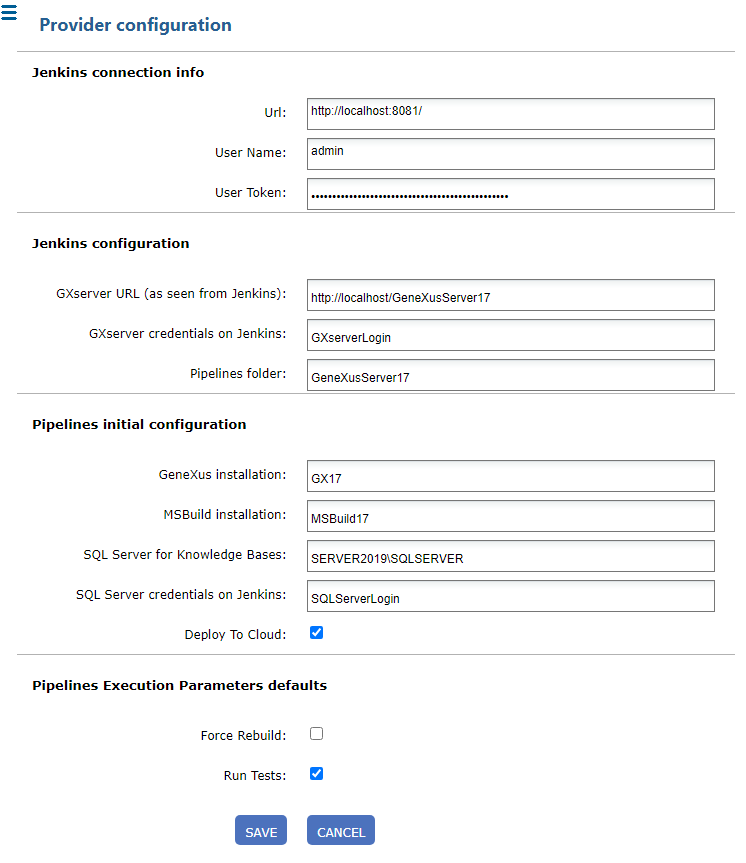 Provider configuration
Jenkins connection info
Url: http://localhost:8081/
User Name: admin
User Token: ••••••••••••••••••••••••••••••••••••••••••••••••
Jenkins configuration
GXserver URL (as seen from Jenkins): http://localhost/GeneXusServer17
GXserver credentials on Jenkins: GXserverLogin
Pipelines folder: GeneXusServer17
Pipelines initial configuration
GeneXus installation: GX17
MSBuild installation: MSBuild17
SQL Server for Knowledge Bases: SERVER2019\SQLSERVER
SQL Server credentials on Jenkins: SQLServerLogin
Deploy To Cloud:
Pipelines Execution Parameters defaults
Force Rebuild:
Run Tests:
SAVE CANCEL